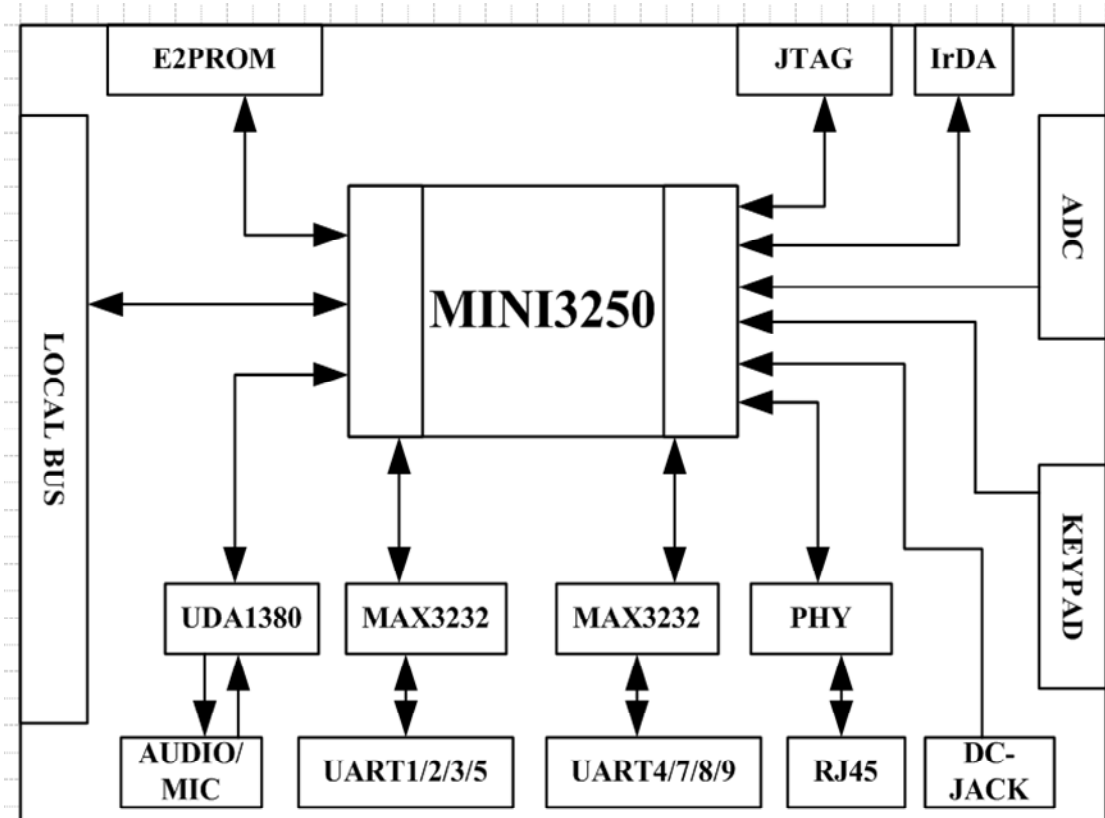 E2PROM
JTAG
IrDA
ADC
MINI3250
LOCAL BUS
KEYPAD
UDA1380
MAX3232
MAX3232
PHY
AUDIO/
MIC
UART1/2/3/5
UART4/7/8/9
RJ45
DC-
JACK